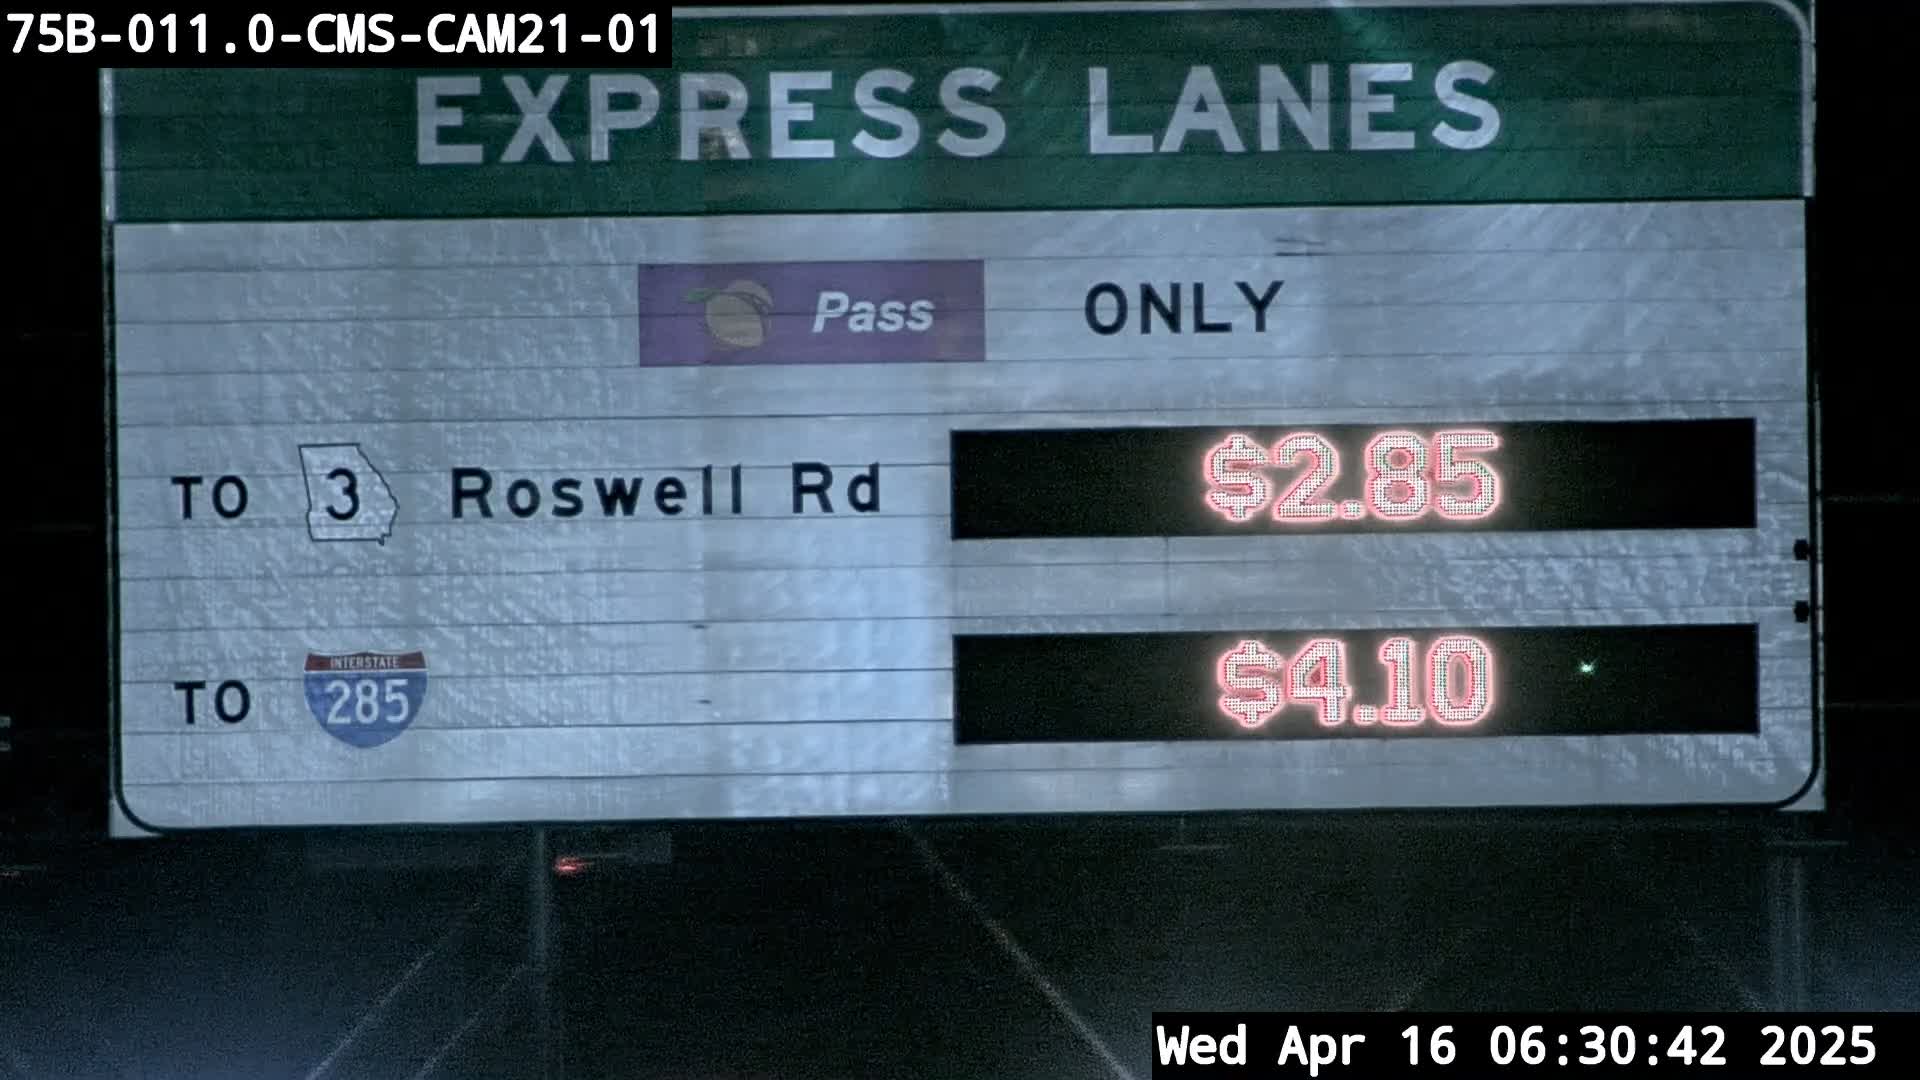 75B-011.0-CMS-CAM21-01
EXPRESS LANES
Pass ONLY
TO 3 Roswell Rd $2.85
TO INTERSTATE 285 $4.10
Wed Apr 16 06:30:42 2025